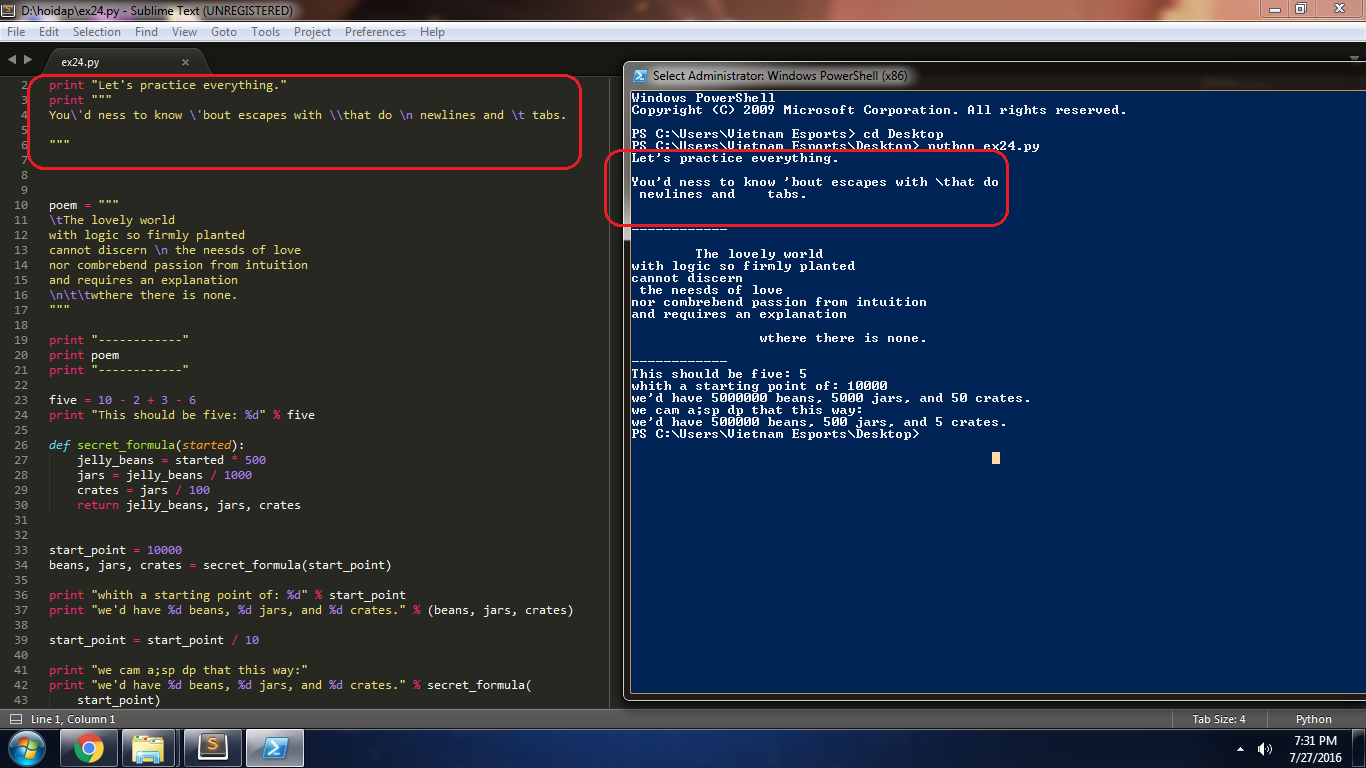 D:\hoidap\ex24.py - Sublime Text (UNREGISTERED)
File Edit Selection Find View Goto Tools Project Preferences Help
ex24.py
2 print "Let's practice everything."
3 print """
4 You\'d ness to know \'bout escapes with \\that do \n newlines and \t tabs.
5
6 """
7
8
9
10 poem = """
11 \tThe lovely world
12 with logic so firmly planted
13 cannot discern \n the neesds of love
14 nor combrebend passion from intuition
15 and requires an explanation
16 \n\t\twthere there is none.
17 """
18
19 print "------------"
20 print poem
21 print "------------"
22
23 five = 10 - 2 + 3 - 6
24 print "This should be five: %d" % five
25
26 def secret_formula(started):
27 jelly_beans = started * 500
28 jars = jelly_beans / 1000
29 crates = jars / 100
30 return jelly_beans, jars, crates
31
32
33 start_point = 10000
34 beans, jars, crates = secret_formula(start_point)
35
36 print "whith a starting point of: %d" % start_point
37 print "we'd have %d beans, %d jars, and %d crates." % (beans, jars, crates)
38
39 start_point = start_point / 10
40
41 print "we cam a;sp dp that this way:"
42 print "we'd have %d beans, %d jars, and %d crates." % secret_formula(
43 start_point)
Select Administrator: Windows PowerShell (x86)
Windows PowerShell
Copyright (C) 2009 Microsoft Corporation. All rights reserved.
PS C:\Users\Vietnam Esports> cd Desktop
PS C:\Users\Vietnam Esports\Desktop> python ex24.py
Let's practice everything.
You'd ness to know 'bout escapes with \that do
newlines and tabs.
------------
The lovely world
with logic so firmly planted
cannot discern
the neesds of love
nor combrebend passion from intuition
and requires an explanation
wthere there is none.
------------
This should be five: 5
whith a starting point of: 10000
we'd have 5000000 beans, 5000 jars, and 50 crates.
we cam a;sp dp that this way:
we'd have 500000 beans, 500 jars, and 5 crates.
PS C:\Users\Vietnam Esports\Desktop>
Line 1, Column 1
Tab Size: 4
Python
7:31 PM
7/27/2016